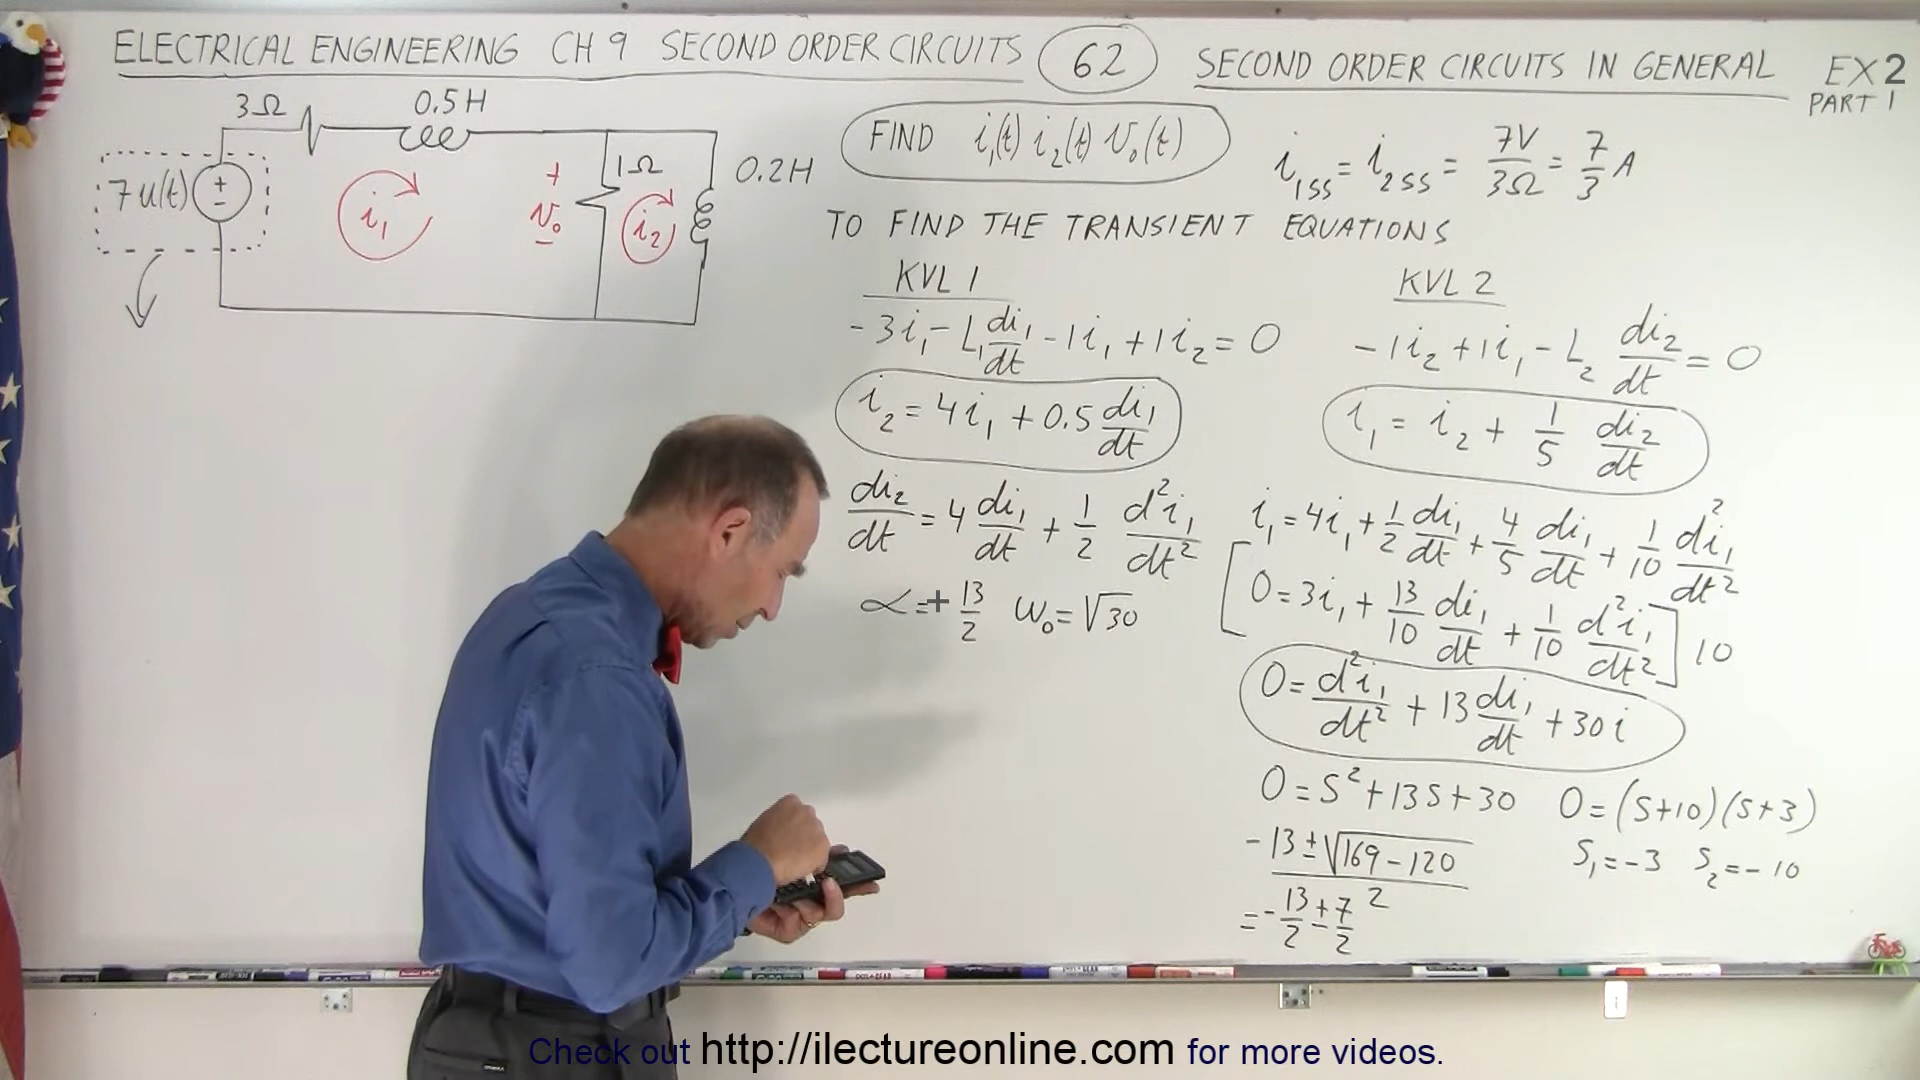 ELECTRICAL ENGINEERING CH 9 SECOND ORDER CIRCUITS 62 SECOND ORDER CIRCUITS IN GENERAL EX 2
PART 1
3Ω 0.5H
7u(t) + -
i₁
+ v₀ -
1Ω
i₂
0.2H
FIND i₁(t) i₂(t) v₀(t)
i₁ss = i₂ss = 7V/3Ω = 7/3 A
TO FIND THE TRANSIENT EQUATIONS
KVL 1
-3i₁ - L₁ di₁/dt - 1i₁ + 1i₂ = 0
i₂ = 4i₁ + 0.5 di₁/dt
di₂/dt = 4 di₁/dt + 1/2 d²i₁/dt²
α = + 13/2 ω₀ = √30
KVL 2
-1i₂ + 1i₁ - L₂ di₂/dt = 0
i₁ = i₂ + 1/5 di₂/dt
i₁ = 4i₁ + 1/2 di₁/dt + 4/5 di₁/dt + 1/10 d²i₁/dt²
[0 = 3i₁ + 13/10 di₁/dt + 1/10 d²i₁/dt²] 10
0 = d²i₁/dt² + 13 di₁/dt + 30i
0 = S² + 13S + 30 0 = (S+10)(S+3)
-13 ± √169-120 / 2 S₁ = -3 S₂ = -10
= -13/2 ± 7/2
Check out http://ilectureonline.com for more videos.